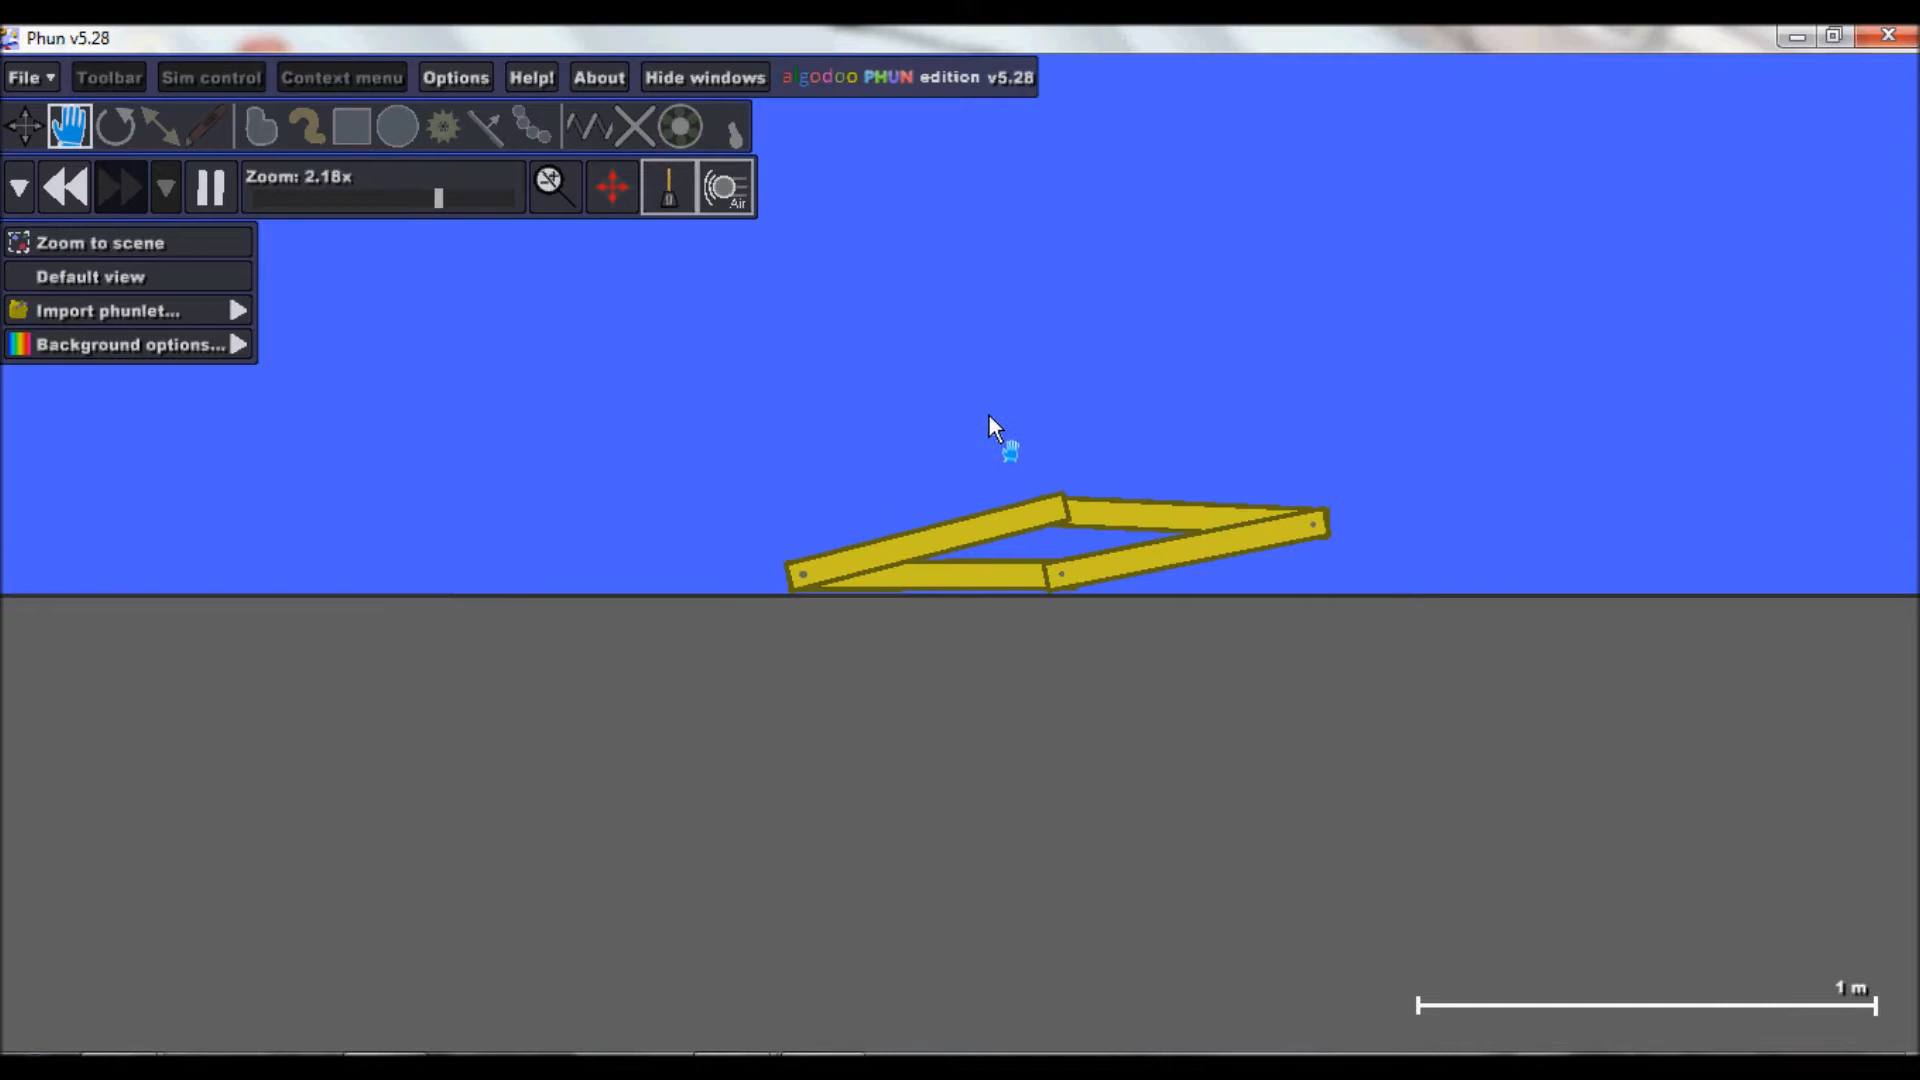 Phun v5.28
File Toolbar Sim control Context menu Options Help! About Hide windows algodoo PHUN edition v5.28
Zoom: 2.18x
Air
Zoom to scene
Default view
Import phunlet...
Background options...
1 m